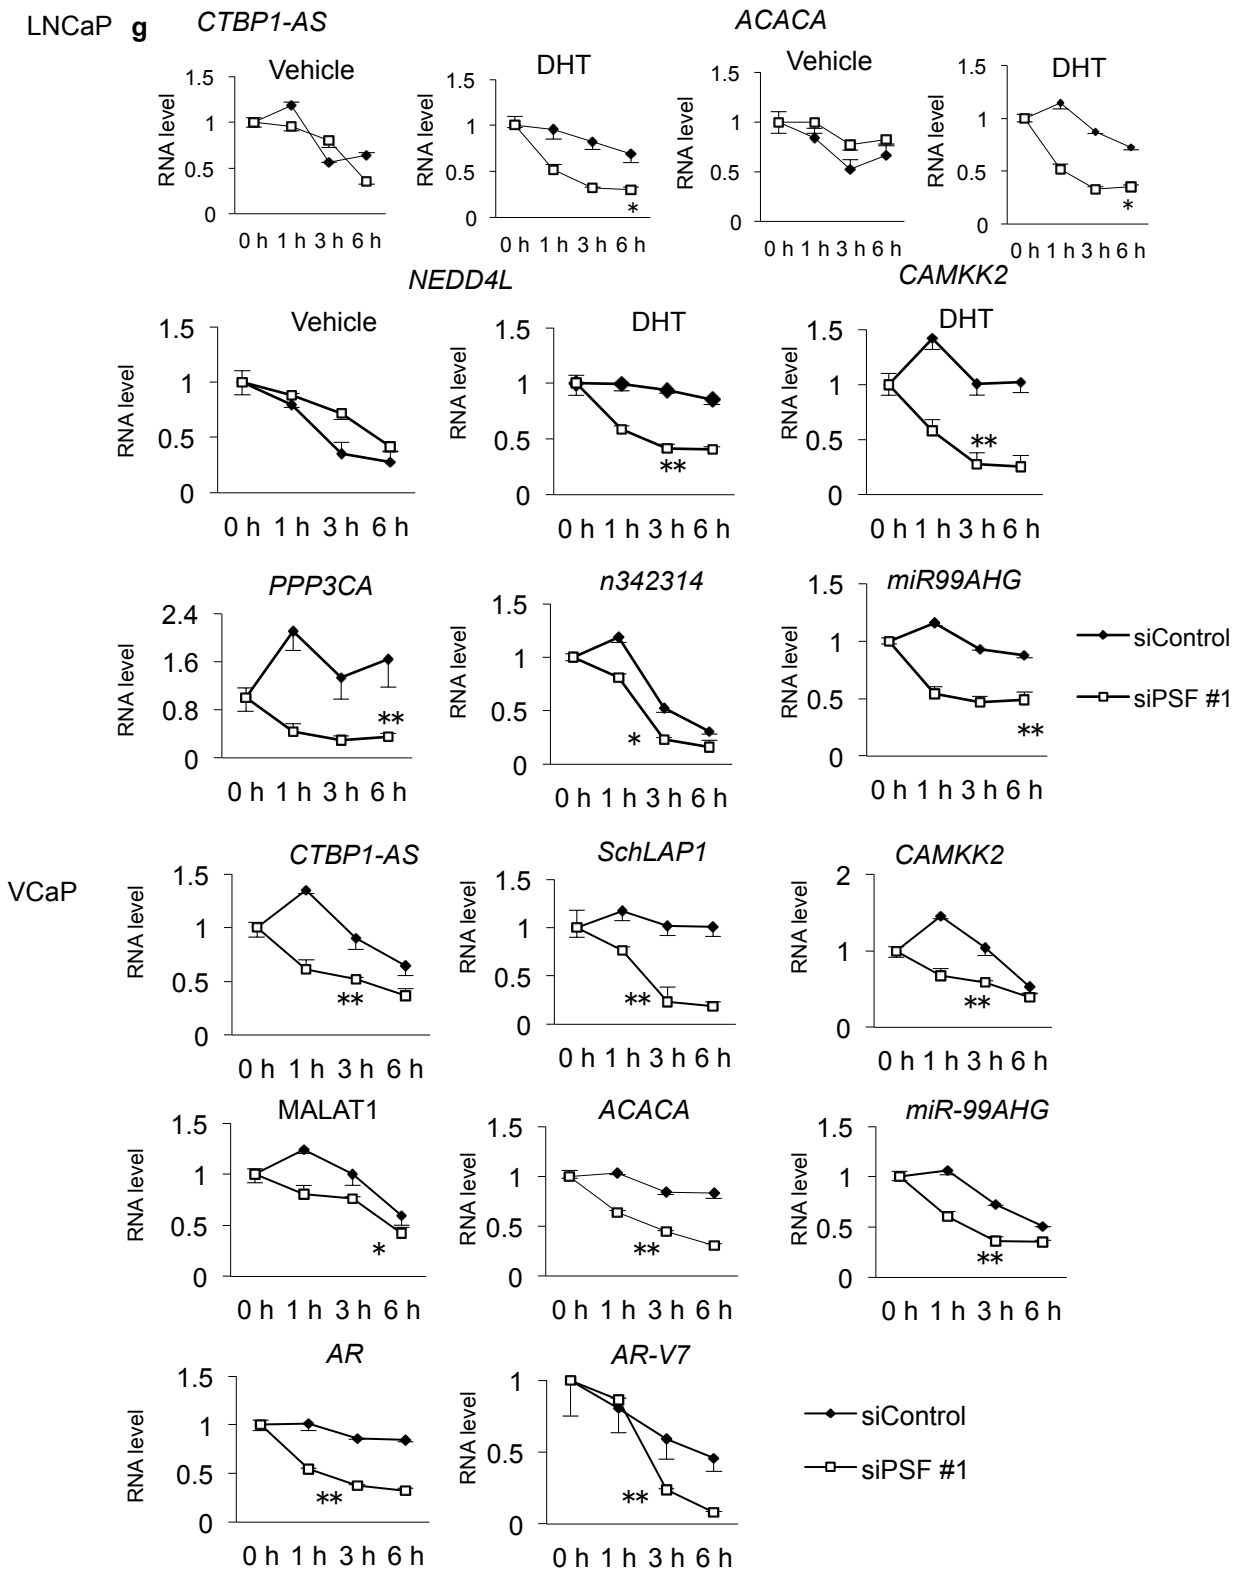 LNCaP g CTBP1-AS ACACA
Vehicle DHT Vehicle DHT
RNA level 1.5 1 0.5 0 0 h 1 h 3 h 6 h
RNA level 1.5 1 0.5 0 * 0 h 1 h 3 h 6 h
RNA level 1.5 1 0.5 0 0 h 1 h 3 h 6 h
RNA level 1.5 1 0.5 0 * 0 h 1 h 3 h 6 h
NEDD4L CAMKK2
Vehicle DHT DHT
RNA level 1.5 1 0.5 0 0 h 1 h 3 h 6 h
RNA level 1.5 1 0.5 0 ** 0 h 1 h 3 h 6 h
RNA level 1.5 1 0.5 0 ** 0 h 1 h 3 h 6 h
PPP3CA n342314 miR99AHG
RNA level 2.4 1.6 0.8 0 ** 0 h 1 h 3 h 6 h
RNA level 1.5 1 0.5 0 * 0 h 1 h 3 h 6 h
RNA level 1.5 1 0.5 0 ** 0 h 1 h 3 h 6 h
siControl
siPSF #1
VCaP
CTBP1-AS SchLAP1 CAMKK2
RNA level 1.5 1 0.5 0 ** 0 h 1 h 3 h 6 h
RNA level 1.5 1 0.5 0 ** 0 h 1 h 3 h 6 h
RNA level 2 1 0 ** 0 h 1 h 3 h 6 h
MALAT1 ACACA miR-99AHG
RNA level 1.5 1 0.5 0 * 0 h 1 h 3 h 6 h
RNA level 1.5 1 0.5 0 ** 0 h 1 h 3 h 6 h
RNA level 1.5 1 0.5 0 ** 0 h 1 h 3 h 6 h
AR AR-V7
RNA level 1.5 1 0.5 0 ** 0 h 1 h 3 h 6 h
RNA level 1 0.5 0 ** 0 h 1 h 3 h 6 h
siControl
siPSF #1